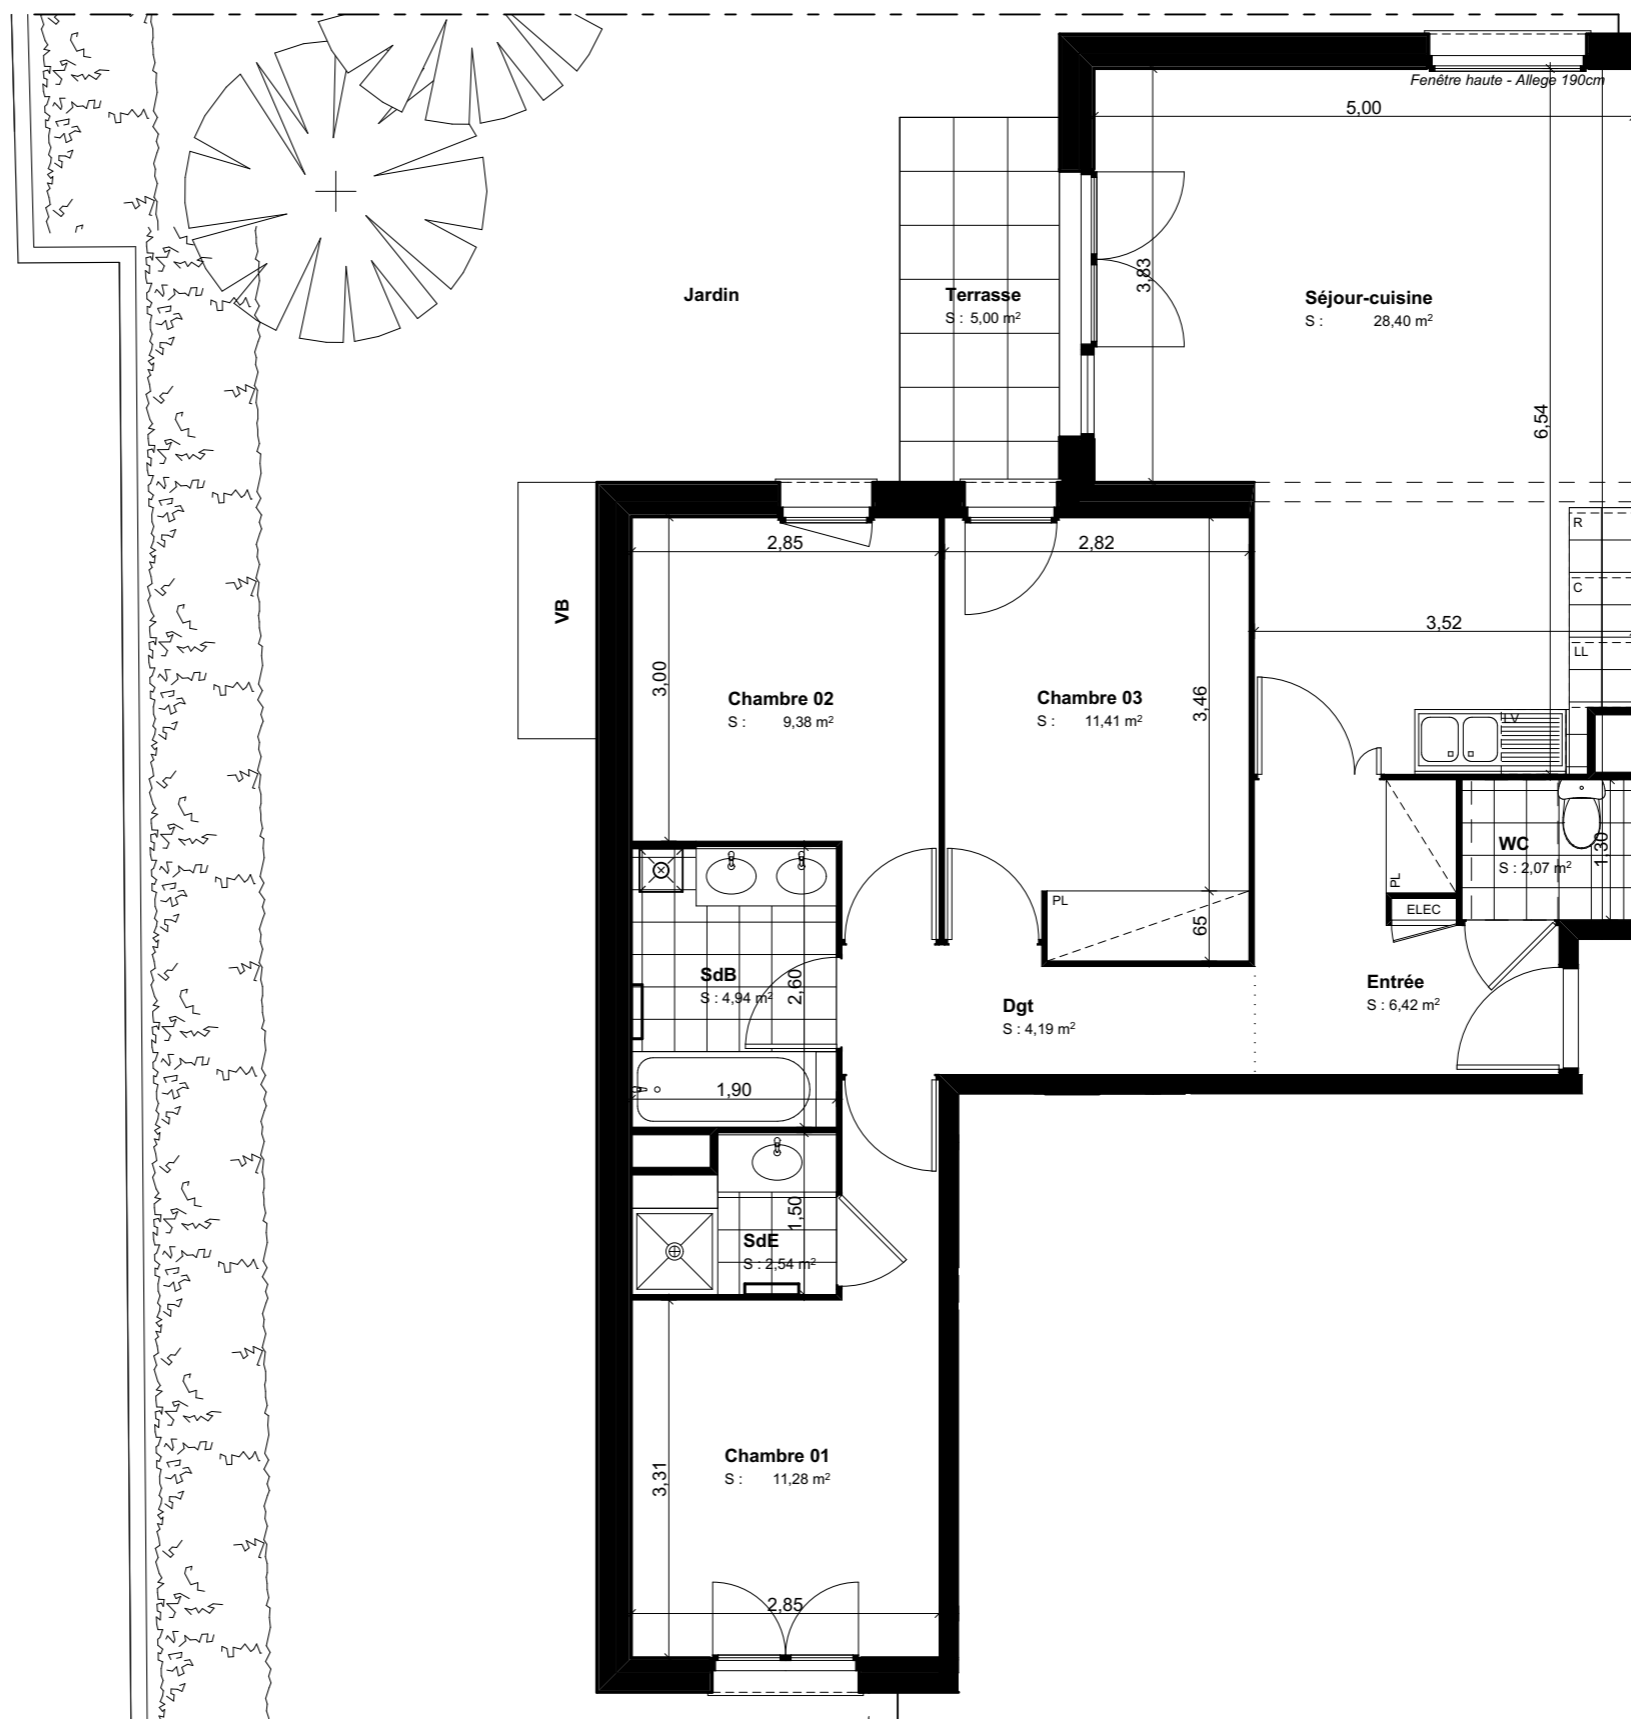 Fenêtre haute - Allege 190cm
5,00
Jardin
Terrasse
S : 5,00 m²
3,83
Séjour-cuisine
S : 28,40 m²
6,54
R
C
LL
LV
3,52
VB
2,85
3,00
Chambre 02
S : 9,38 m²
2,82
3,46
Chambre 03
S : 11,41 m²
PL
65
PL
ELEC
WC
S : 2,07 m²
1,30
SdB
S : 4,94 m²
2,60
1,90
Dgt
S : 4,19 m²
Entrée
S : 6,42 m²
1,50
SdE
S : 2,54 m²
Chambre 01
S : 11,28 m²
3,31
2,85